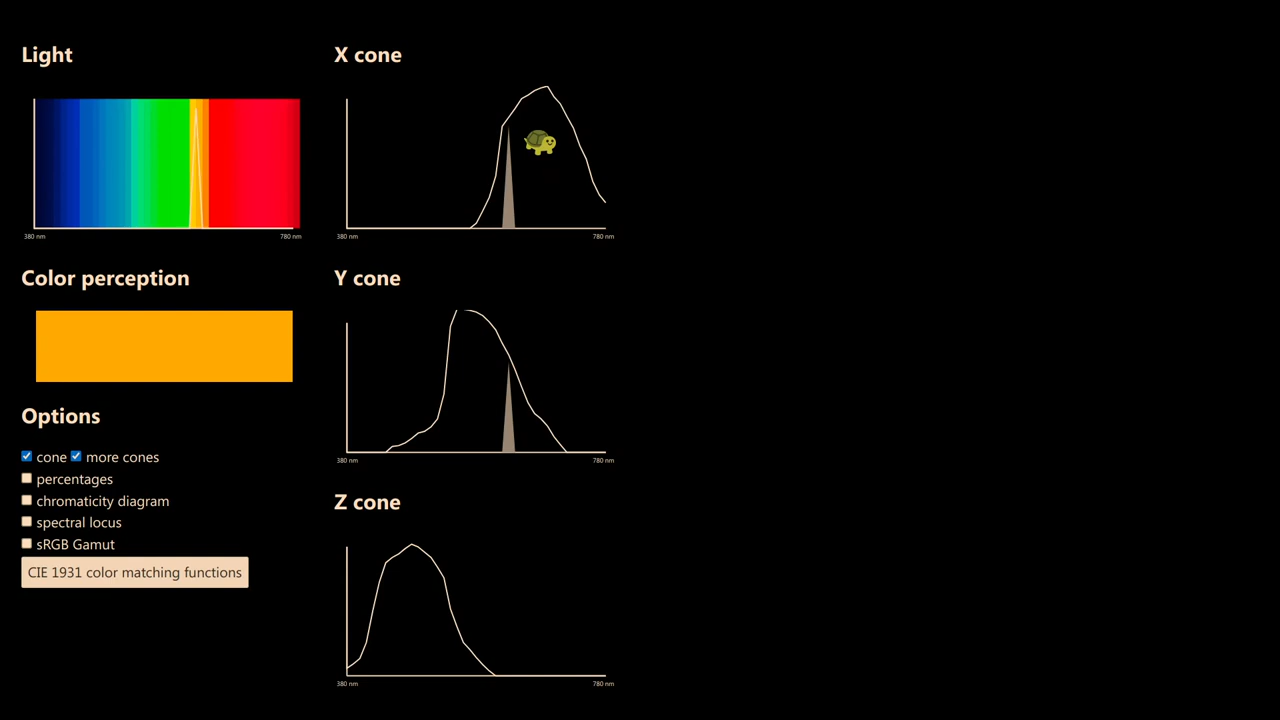 Light
380 nm
780 nm
Color perception
Options
cone
more cones
percentages
chromaticity diagram
spectral locus
sRGB Gamut
CIE 1931 color matching functions
X cone
380 nm
780 nm
Y cone
380 nm
780 nm
Z cone
380 nm
780 nm